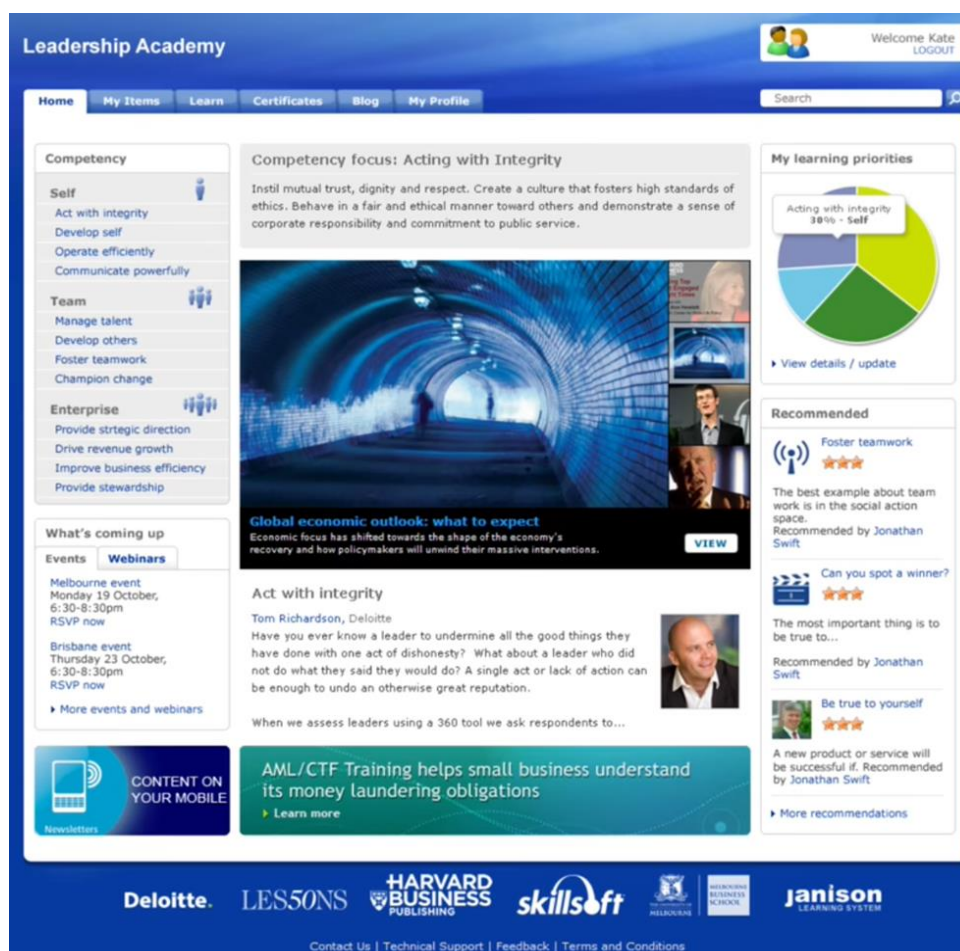 Leadership Academy
Welcome Kate
LOGOUT
Home My Items Learn Certificates Blog My Profile
Search
Competency
Self
Act with integrity
Develop self
Operate efficiently
Communicate powerfully
Team
Manage talent
Develop others
Foster teamwork
Champion change
Enterprise
Provide strtegic direction
Drive revenue growth
Improve business efficiency
Provide stewardship
What's coming up
Events Webinars
Melbourne event
Monday 19 October,
6:30-8:30pm
RSVP now
Brisbane event
Thursday 23 October,
6:30-8:30pm
RSVP now
More events and webinars
CONTENT ON
YOUR MOBILE
Newsletters
Competency focus: Acting with Integrity
Instil mutual trust, dignity and respect. Create a culture that fosters high standards of
ethics. Behave in a fair and ethical manner toward others and demonstrate a sense of
corporate responsibility and commitment to public service.
Global economic outlook: what to expect
Economic focus has shifted towards the shape of the economy's
recovery and how policymakers will unwind their massive interventions.
VIEW
Act with integrity
Tom Richardson, Deloitte
Have you ever know a leader to undermine all the good things they
have done with one act of dishonesty? What about a leader who did
not do what they said they would do? A single act or lack of action can
be enough to undo an otherwise great reputation.
When we assess leaders using a 360 tool we ask respondents to...
AML/CTF Training helps small business understand
its money laundering obligations
Learn more
My learning priorities
Acting with integrity
30% - Self
View details / update
Recommended
Foster teamwork
The best example about team
work is in the social action
space.
Recommended by Jonathan
Swift
Can you spot a winner?
The most important thing is to
be true to...
Recommended by Jonathan
Swift
Be true to yourself
A new product or service will
be successful if. Recommended
by Jonathan Swift
More recommendations
Deloitte.
LES50NS
HARVARD
BUSINESS
PUBLISHING
skillsoft
THE UNIVERSITY OF
MELBOURNE
MELBOURNE
BUSINESS
SCHOOL
janison
LEARNING SYSTEM
Contact Us | Technical Support | Feedback | Terms and Conditions